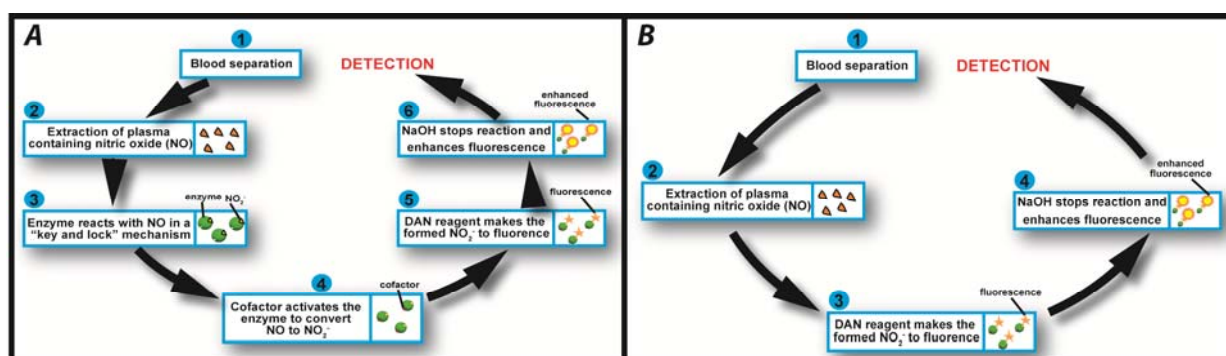 A
1
Blood separation
DETECTION
2
Extraction of plasma
containing nitric oxide (NO)
3
enzyme NO₂⁻
Enzyme reacts with NO in a
“key and lock” mechanism
4
cofactor
Cofactor activates the
enzyme to convert
NO to NO₂⁻
5
fluorescence
DAN reagent makes the
formed NO₂⁻ to fluorence
6
enhanced
fluorescence
NaOH stops reaction and
enhances fluorescence
B
1
Blood separation
DETECTION
2
Extraction of plasma
containing nitric oxide (NO)
3
fluorescence
DAN reagent makes the
formed NO₂⁻ to fluorence
4
enhanced
fluorescence
NaOH stops reaction and
enhances fluorescence